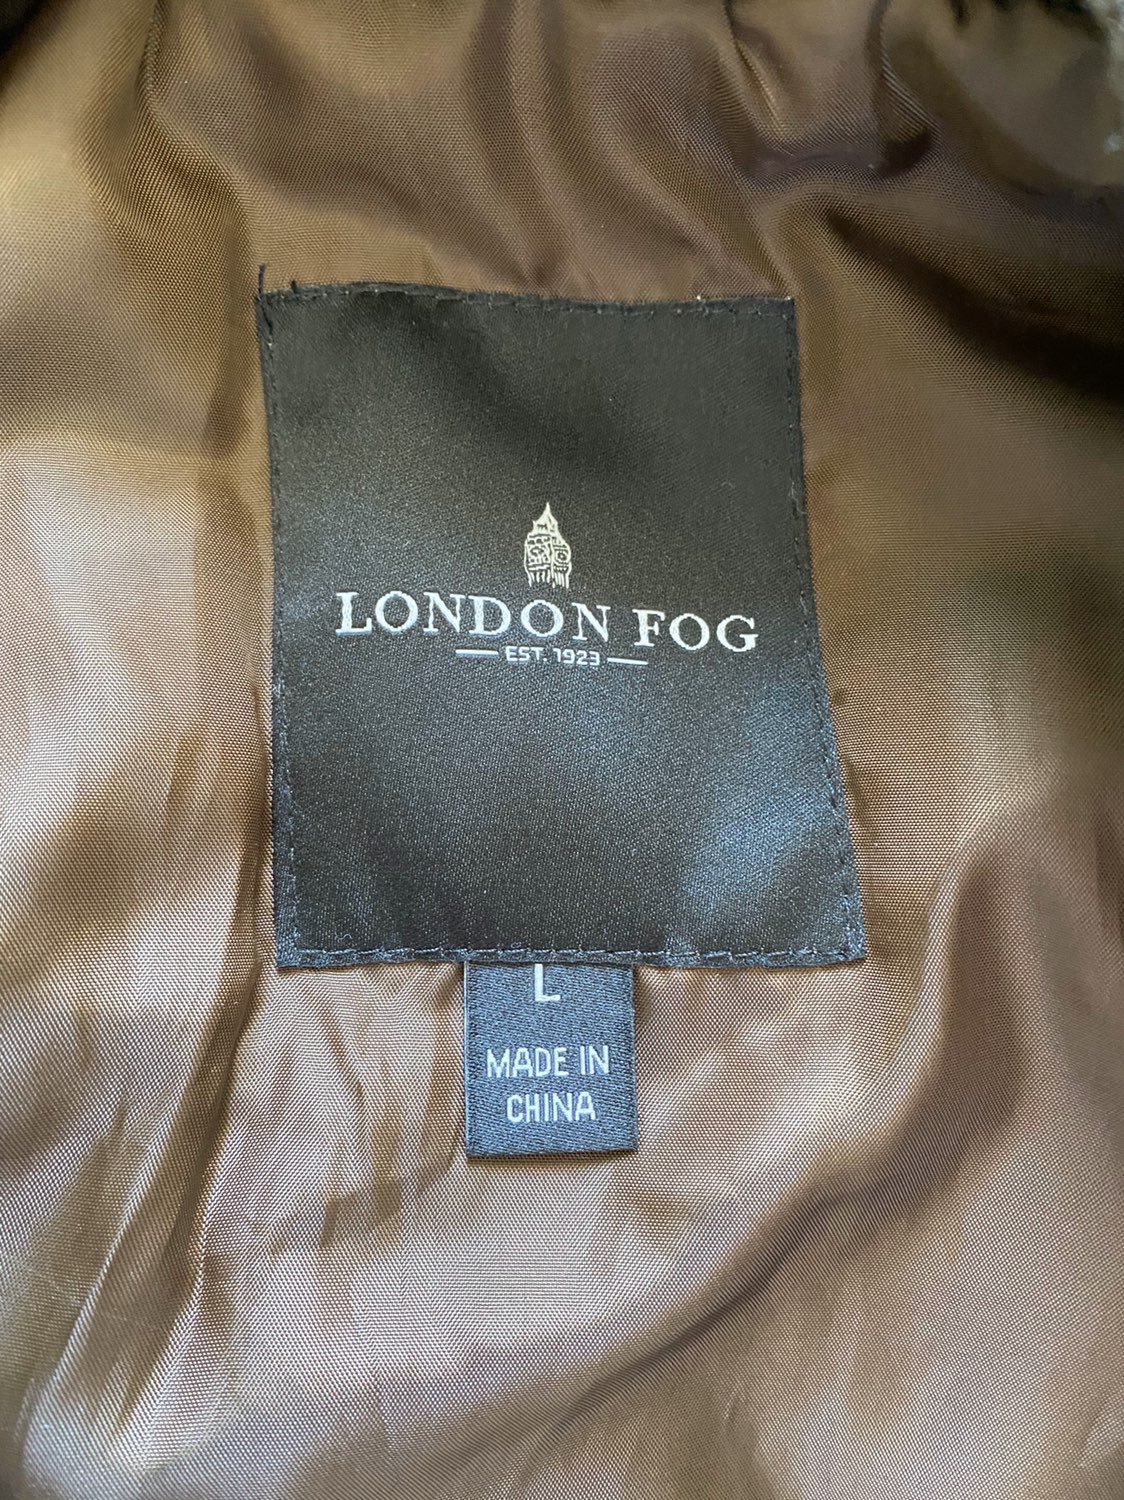 LONDON FOG
EST. 1923
L
MADE IN
CHINA